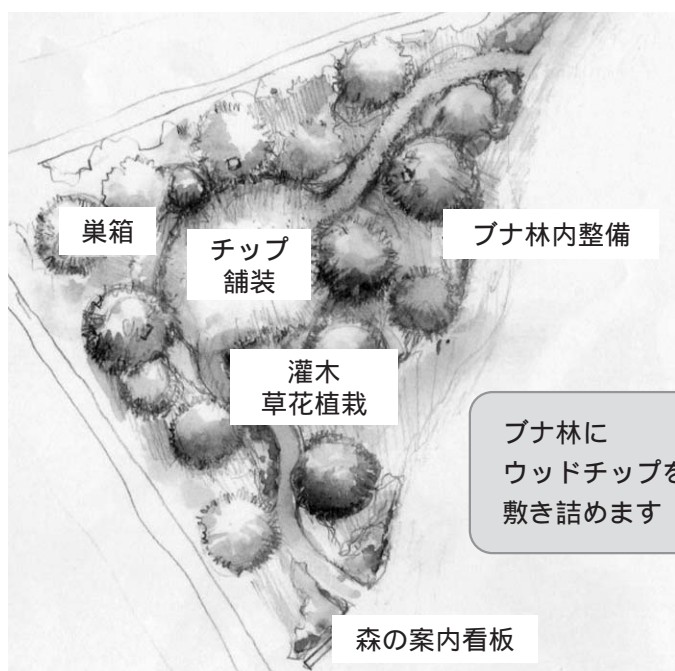 巣箱
チップ
舗装
ブナ林内整備
灌木
草花植栽
ブナ林に
ウッドチップを
敷き詰めます
森の案内看板